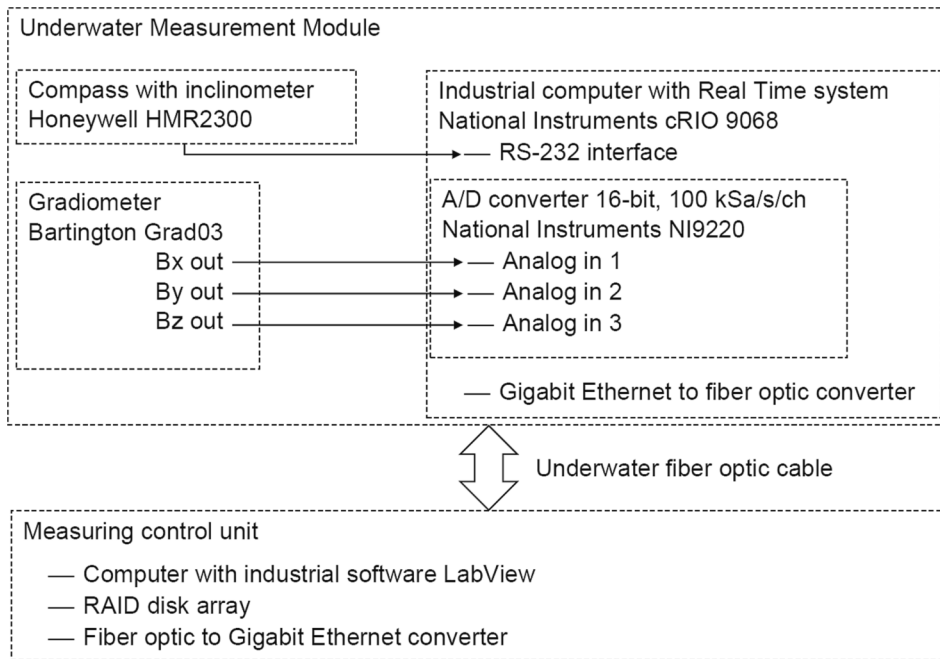 Underwater Measurement Module
Compass with inclinometer
Honeywell HMR2300
Industrial computer with Real Time system
National Instruments cRIO 9068
— RS-232 interface
Gradiometer
Bartington Grad03
Bx out
By out
Bz out
A/D converter 16-bit, 100 kSa/s/ch
National Instruments NI9220
— Analog in 1
— Analog in 2
— Analog in 3
— Gigabit Ethernet to fiber optic converter
Underwater fiber optic cable
Measuring control unit
— Computer with industrial software LabView
— RAID disk array
— Fiber optic to Gigabit Ethernet converter